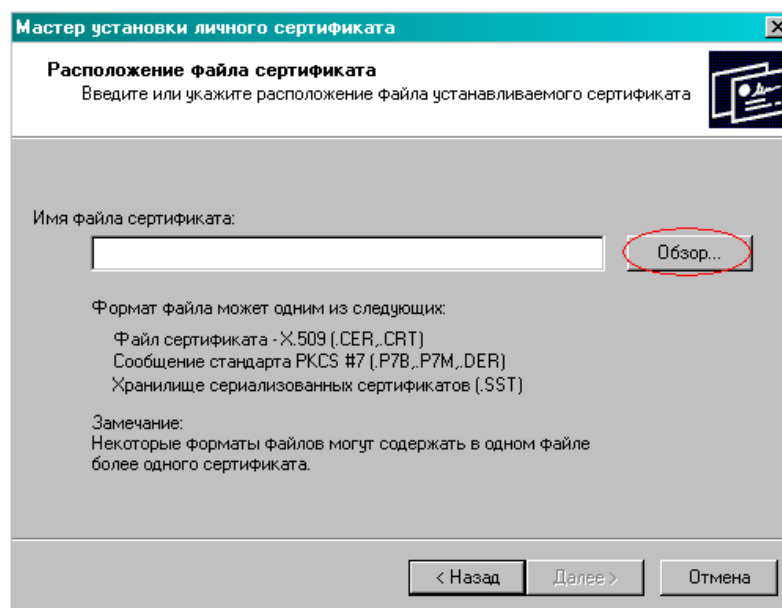 Мастер установки личного сертификата
Расположение файла сертификата
Введите или укажите расположение файла устанавливаемого сертификата
Имя файла сертификата:
Обзор...
Формат файла может одним из следующих:
Файл сертификата - X.509 (.CER,.CRT)
Сообщение стандарта PKCS #7 (.P7B,.P7M,.DER)
Хранилище сериализованных сертификатов (.SST)
Замечание:
Некоторые форматы файлов могут содержать в одном файле
более одного сертификата.
< Назад
Далее >
Отмена